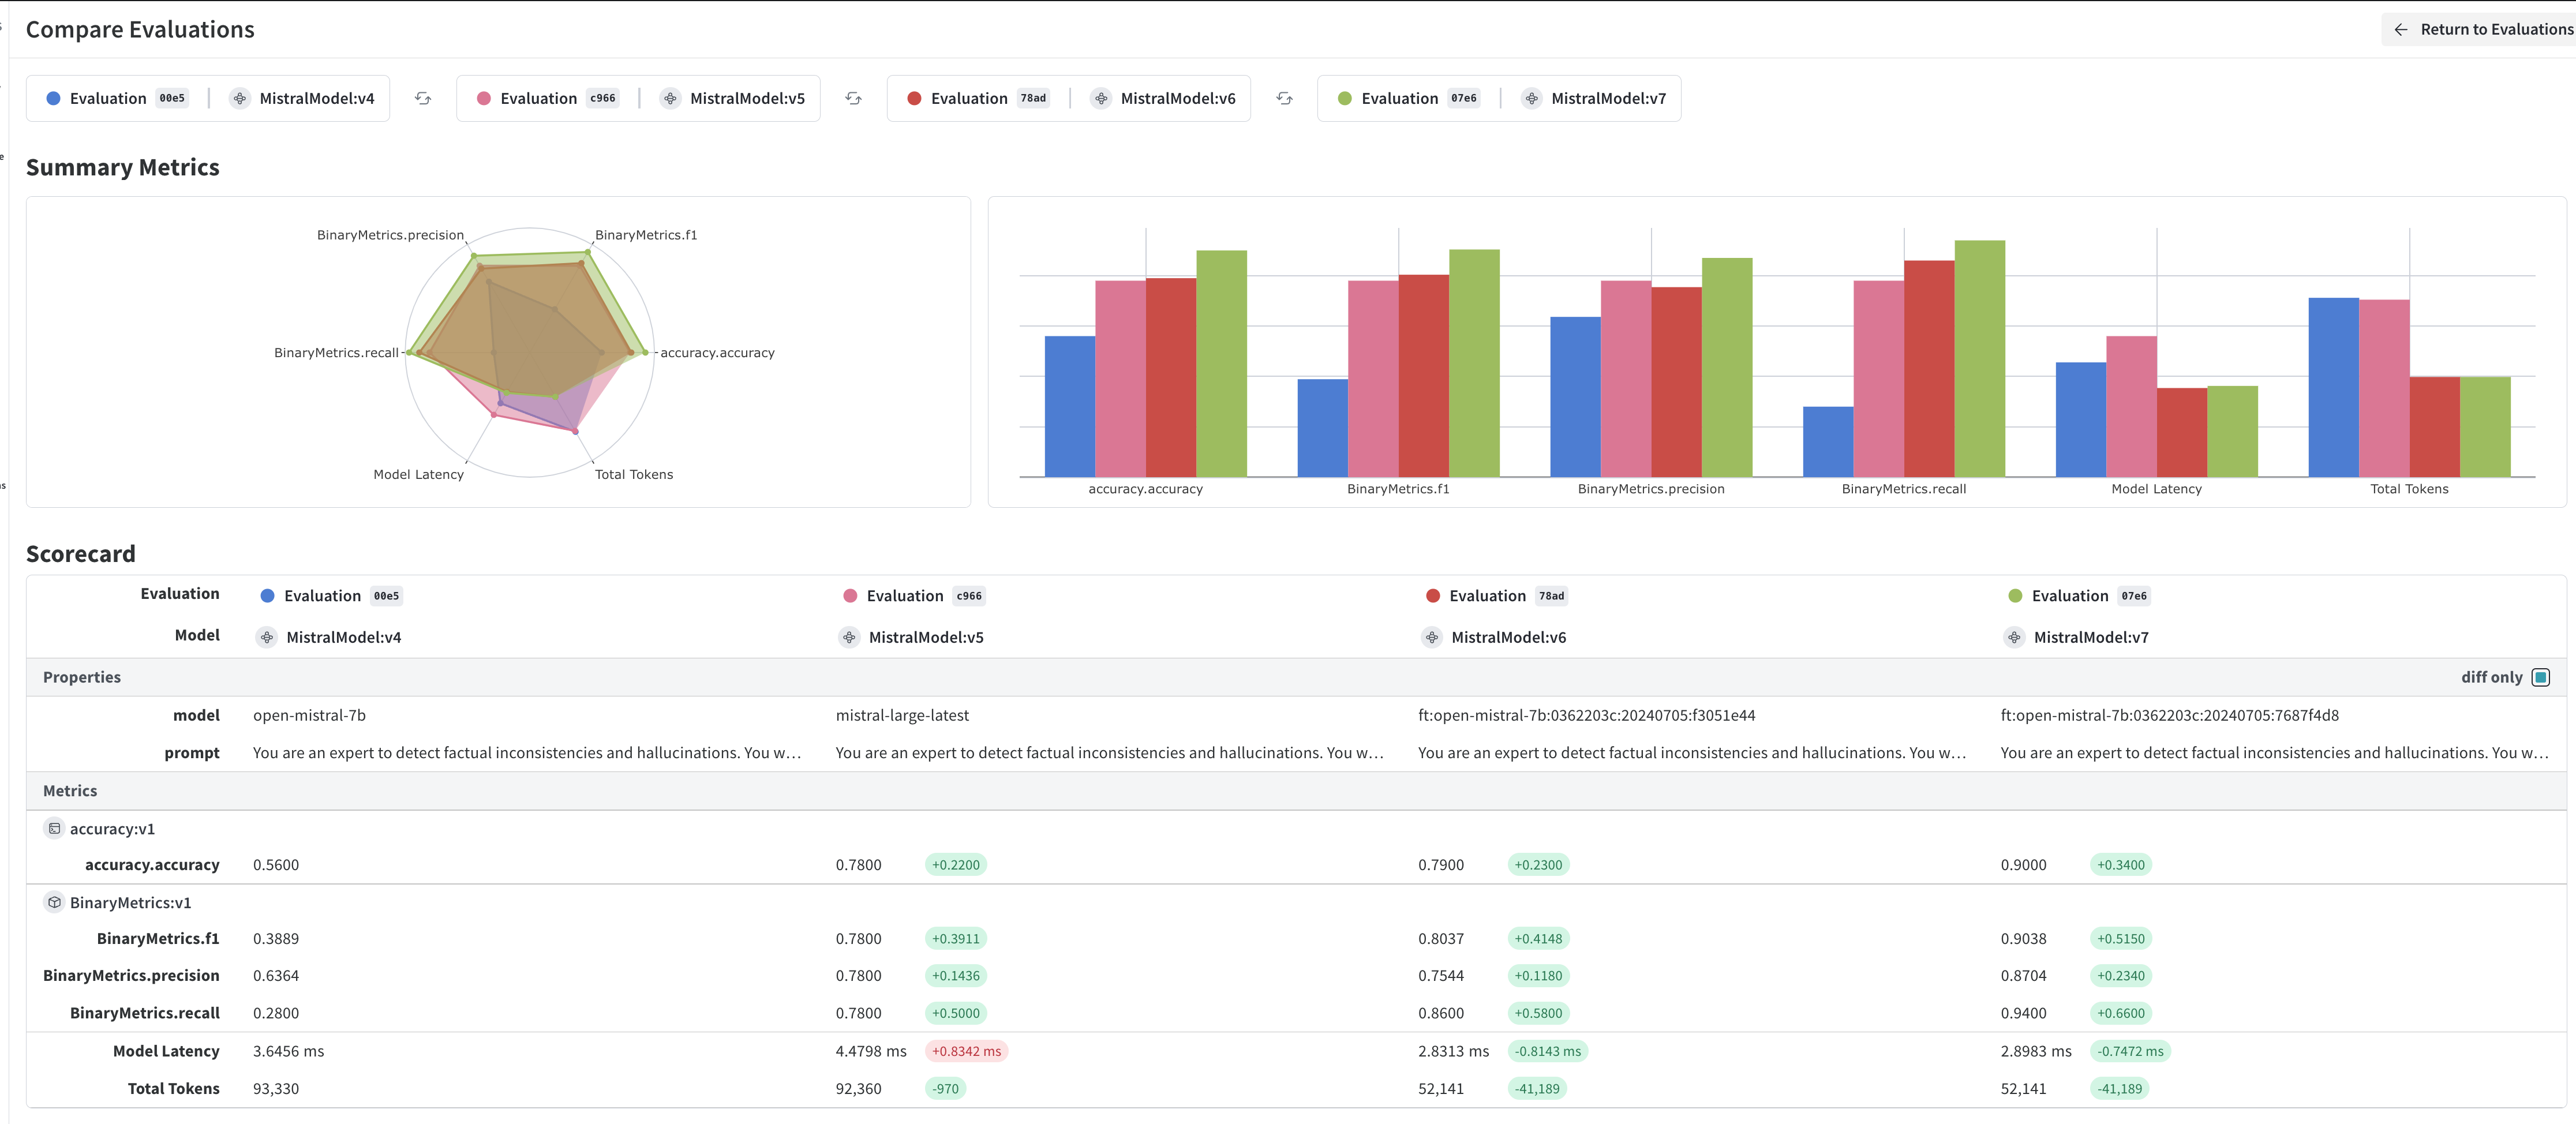 Compare Evaluations
Return to Evaluations
Evaluation 00e5 MistralModel:v4
Evaluation c966 MistralModel:v5
Evaluation 78ad MistralModel:v6
Evaluation 07e6 MistralModel:v7
Summary Metrics
BinaryMetrics.precision
BinaryMetrics.f1
BinaryMetrics.recall
accuracy.accuracy
Model Latency
Total Tokens
accuracy.accuracy
BinaryMetrics.f1
BinaryMetrics.precision
BinaryMetrics.recall
Model Latency
Total Tokens
Scorecard
Evaluation Evaluation 00e5 Evaluation c966 Evaluation 78ad Evaluation 07e6
Model MistralModel:v4 MistralModel:v5 MistralModel:v6 MistralModel:v7
Properties diff only
model open-mistral-7b mistral-large-latest ft:open-mistral-7b:0362203c:20240705:f3051e44 ft:open-mistral-7b:0362203c:20240705:7687f4d8
prompt You are an expert to detect factual inconsistencies and hallucinations. You w... You are an expert to detect factual inconsistencies and hallucinations. You w... You are an expert to detect factual inconsistencies and hallucinations. You w... You are an expert to detect factual inconsistencies and hallucinations. You w...
Metrics
accuracy:v1
accuracy.accuracy 0.5600 0.7800 +0.2200 0.7900 +0.2300 0.9000 +0.3400
BinaryMetrics:v1
BinaryMetrics.f1 0.3889 0.7800 +0.3911 0.8037 +0.4148 0.9038 +0.5150
BinaryMetrics.precision 0.6364 0.7800 +0.1436 0.7544 +0.1180 0.8704 +0.2340
BinaryMetrics.recall 0.2800 0.7800 +0.5000 0.8600 +0.5800 0.9400 +0.6600
Model Latency 3.6456 ms 4.4798 ms +0.8342 ms 2.8313 ms -0.8143 ms 2.8983 ms -0.7472 ms
Total Tokens 93,330 92,360 -970 52,141 -41,189 52,141 -41,189